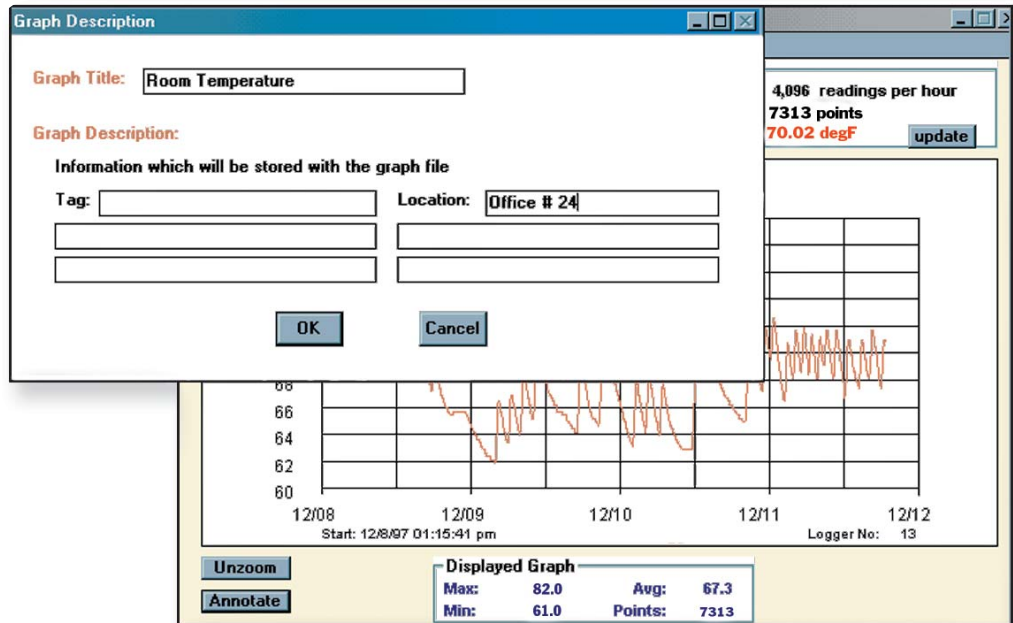 Graph Description
Graph Title: Room Temperature
Graph Description:
Information which will be stored with the graph file
Tag: Location: Office # 24
OK Cancel
4,096 readings per hour
7313 points
70.02 degF update
68
66
64
62
60
12/08 12/09 12/10 12/11 12/12
Start: 12/8/97 01:15:41 pm Logger No: 13
Unzoom
Annotate
Displayed Graph
Max: 82.0 Avg: 67.3
Min: 61.0 Points: 7313